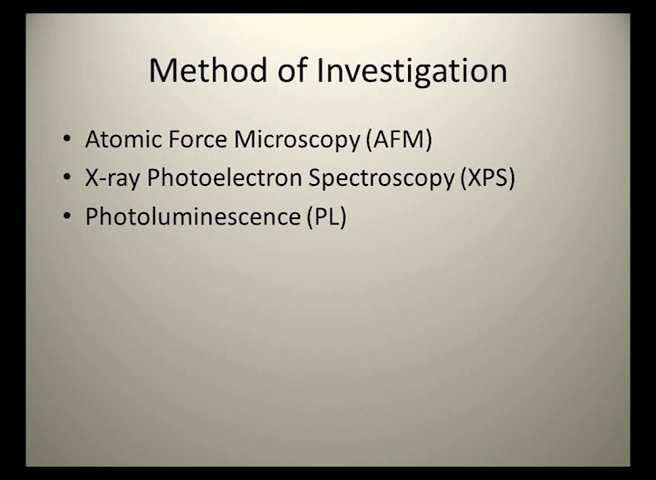 Method of Investigation
• Atomic Force Microscopy (AFM)
• X-ray Photoelectron Spectroscopy (XPS)
• Photoluminescence (PL)